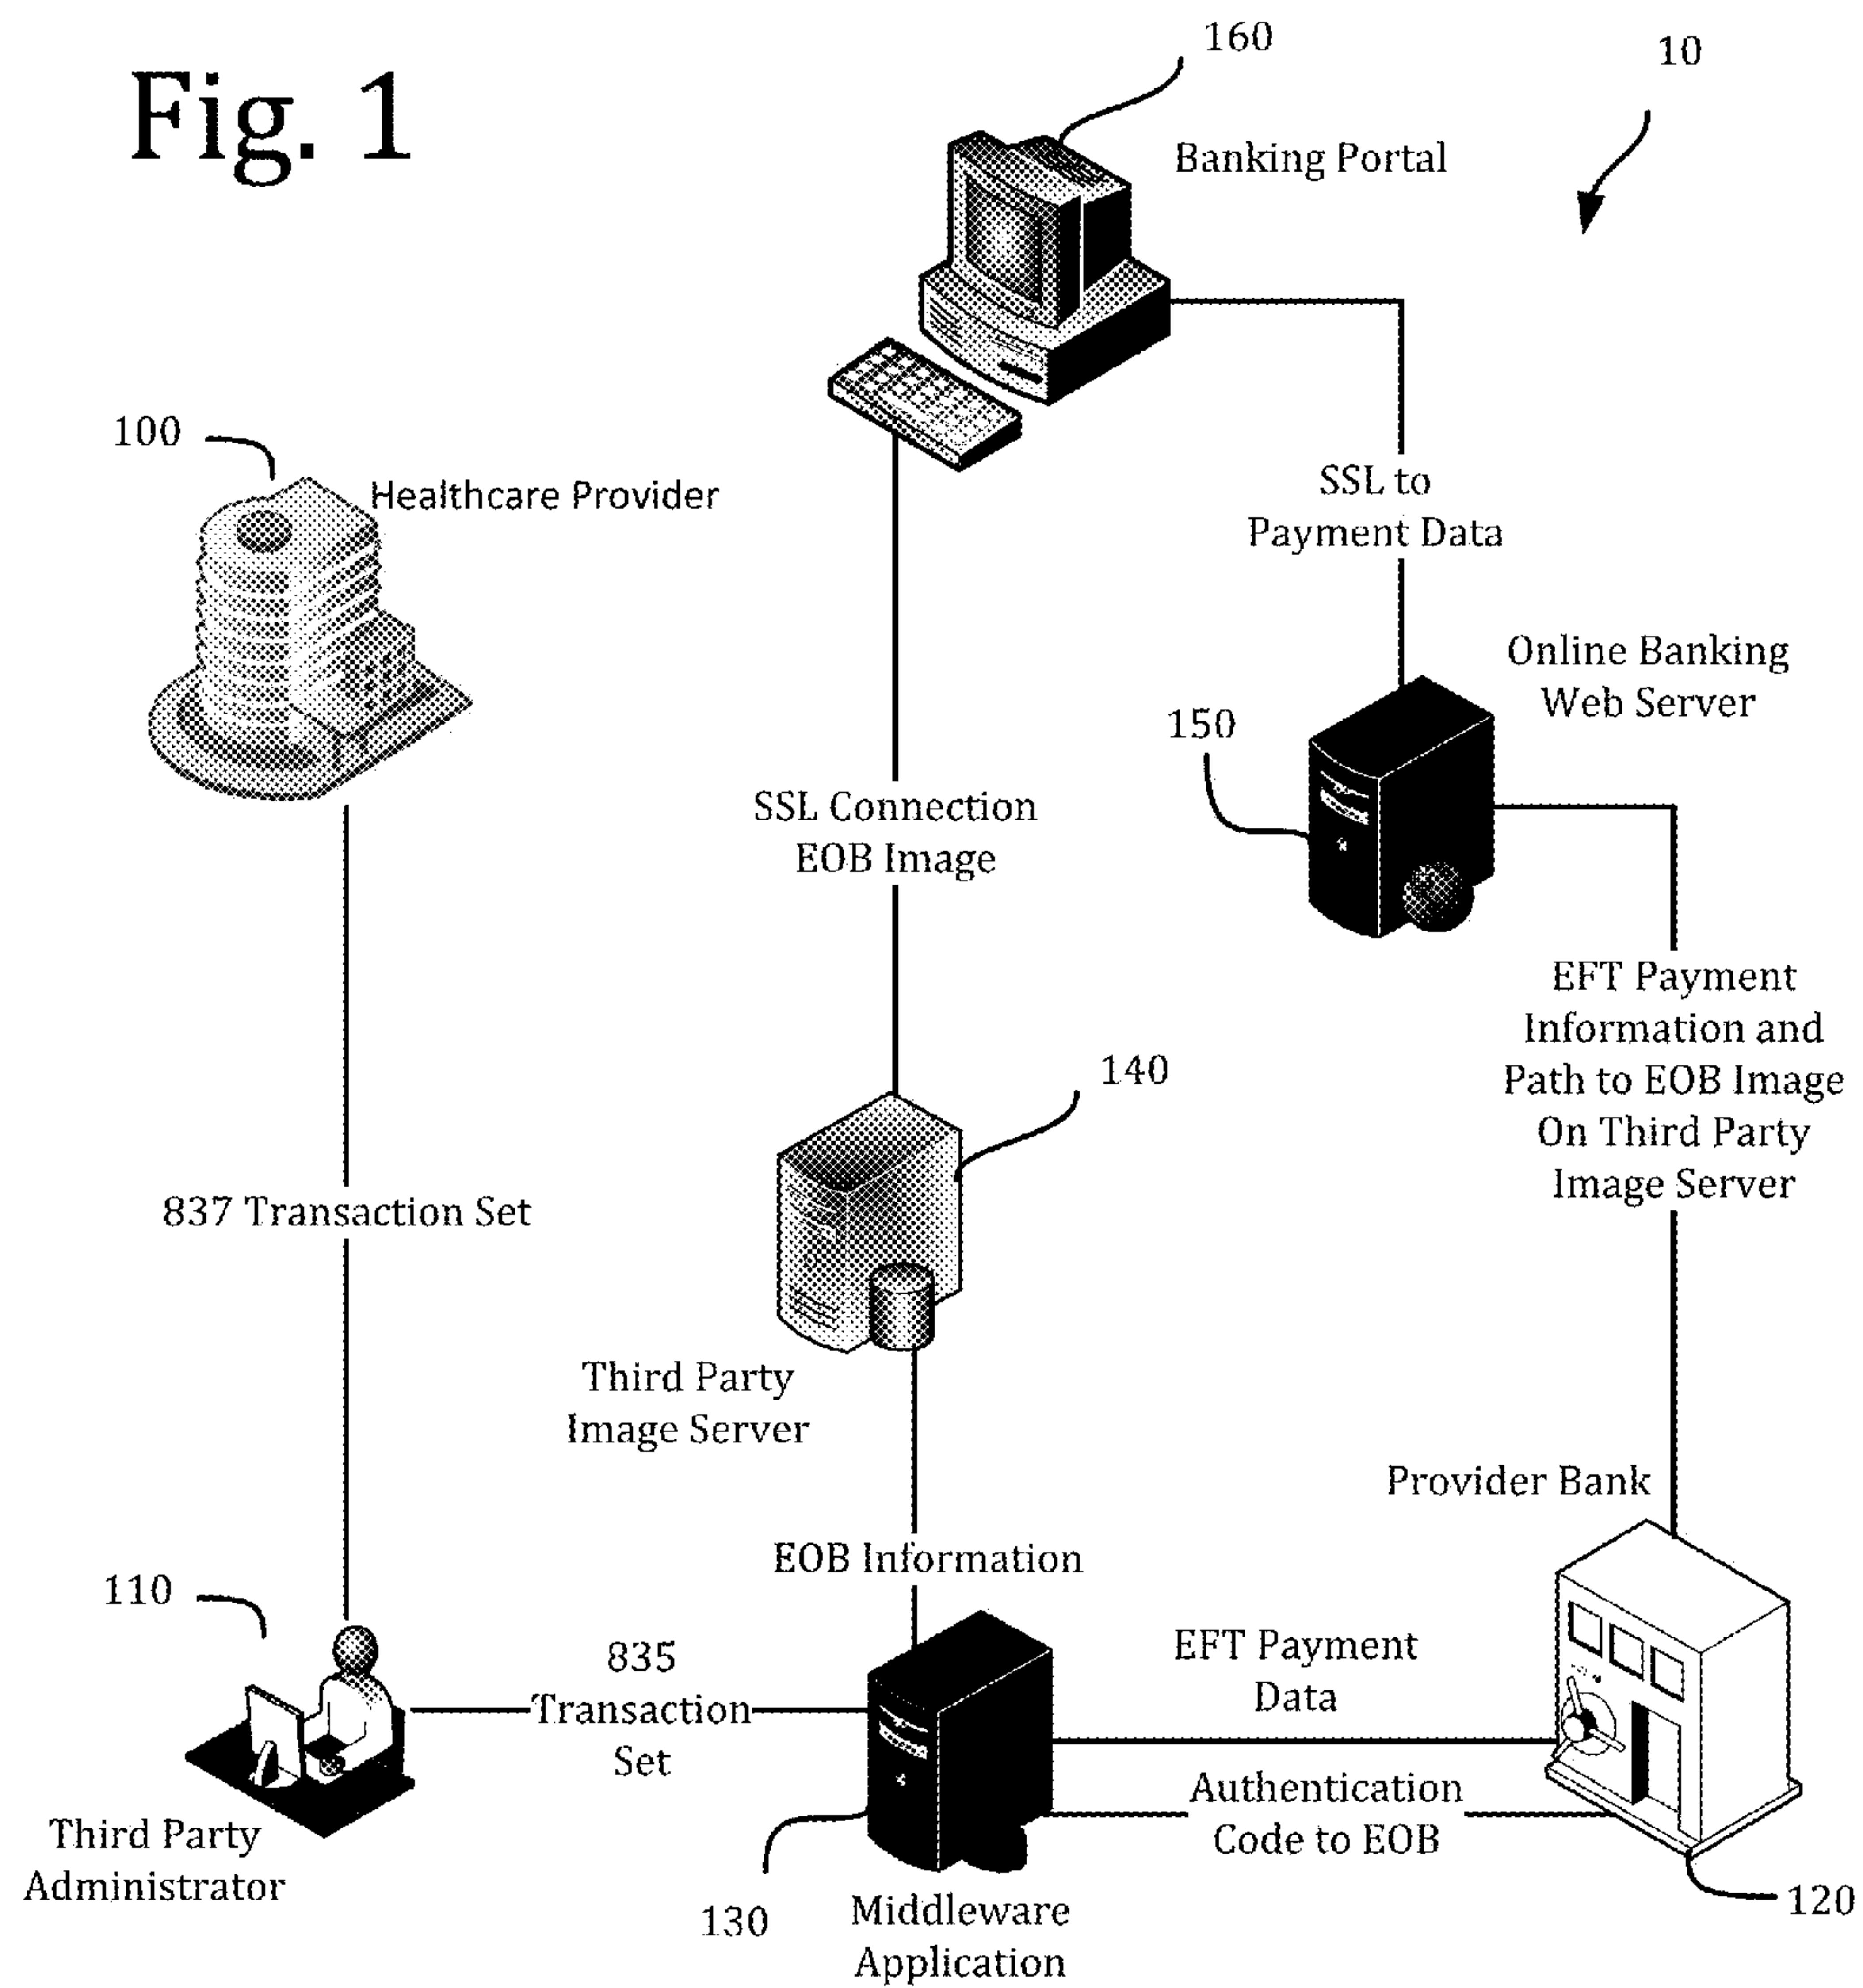 Fig. 1
160
10
Banking Portal
100
Healthcare Provider
SSL to
Payment Data
Online Banking
Web Server
150
SSL Connection
EOB Image
EFT Payment
Information and
Path to EOB Image
On Third Party
Image Server
140
837 Transaction Set
Third Party
Image Server
Provider Bank
EOB Information
110
835
Transaction
Set
EFT Payment
Data
Authentication
Code to EOB
Third Party
Administrator
130
Middleware
Application
120